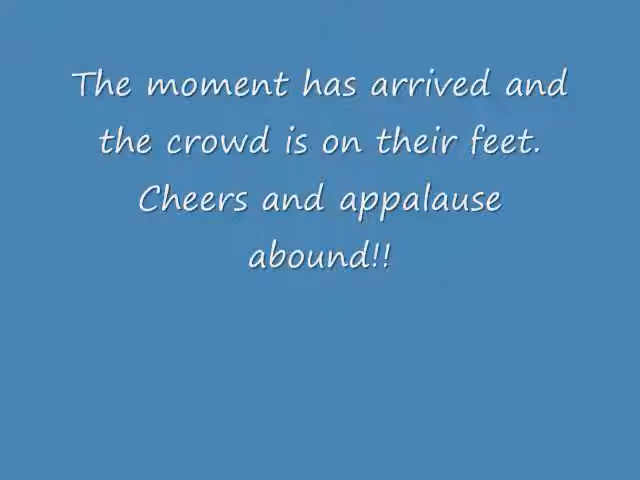 The moment has arrived and
the crowd is on their feet.
Cheers and appalause
abound!!